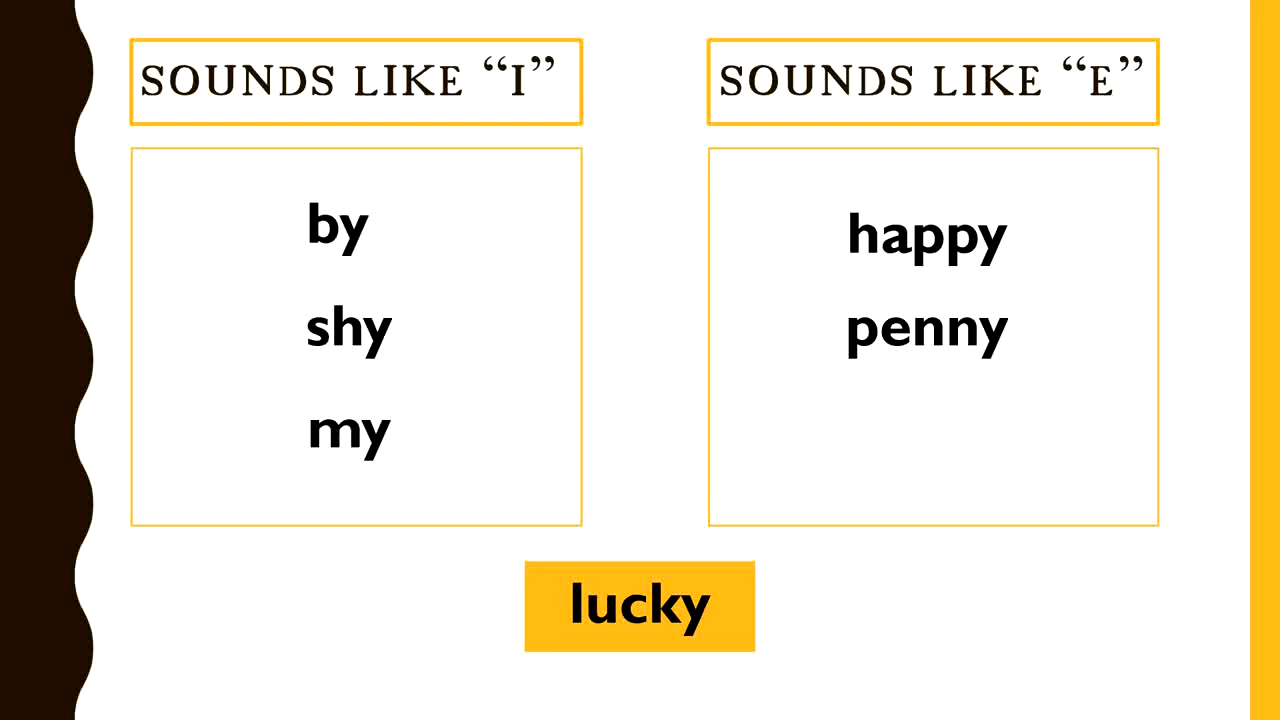 SOUNDS LIKE “I”
by
shy
my
SOUNDS LIKE “E”
happy
penny
lucky